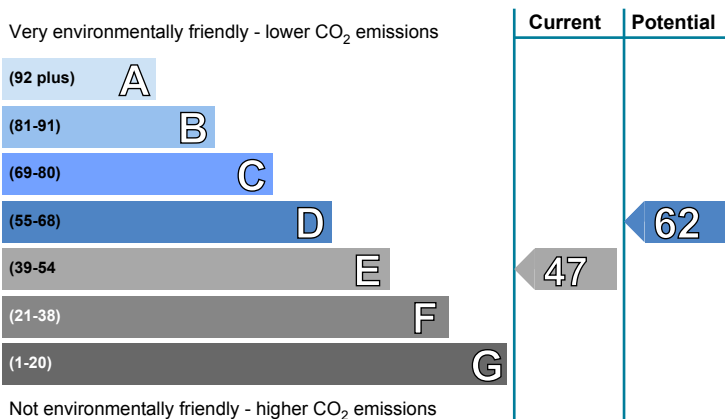 Current Potential
Very environmentally friendly - lower CO2 emissions
(92 plus) A
(81-91) B
(69-80) C
(55-68) D 62
(39-54 E 47
(21-38) F
(1-20) G
Not environmentally friendly - higher CO2 emissions